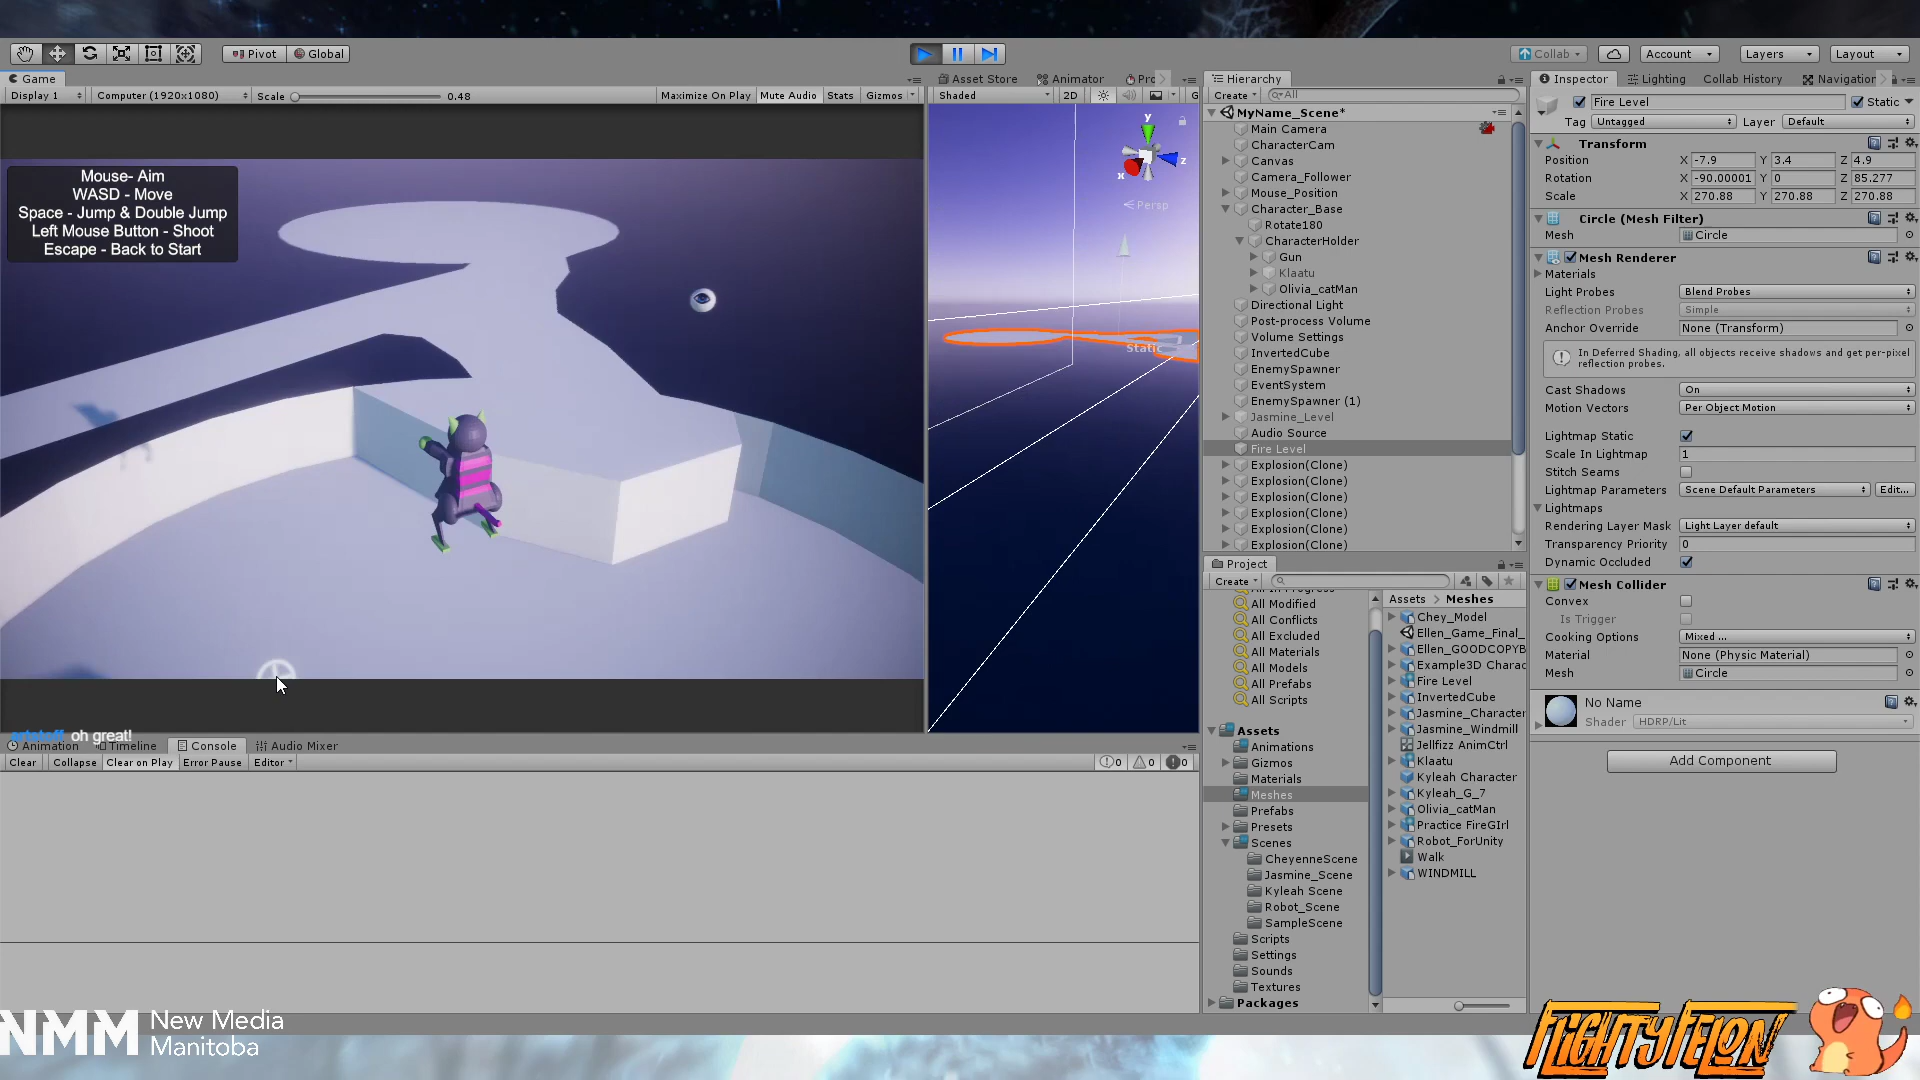 Pivot Global
Collab Account Layers Layout
Game
Display 1 Computer (1920x1080) Scale 0.48 Maximize On Play Mute Audio Stats Gizmos
Mouse- Aim
WASD - Move
Space - Jump & Double Jump
Left Mouse Button - Shoot
Escape - Back to Start
oh great!
Asset Store Animator Pro
Shaded 2D G
y
z
x
Persp
Static
Animation Timeline Console Audio Mixer
Clear Collapse Clear on Play Error Pause Editor 0 0 0
Hierarchy
Create All
MyName_Scene*
Main Camera
CharacterCam
Canvas
Camera_Follower
Mouse_Position
Character_Base
Rotate180
CharacterHolder
Gun
Klaatu
Olivia_catMan
Directional Light
Post-process Volume
Volume Settings
InvertedCube
EnemySpawner
EventSystem
EnemySpawner (1)
Jasmine_Level
Audio Source
Fire Level
Explosion(Clone)
Explosion(Clone)
Explosion(Clone)
Explosion(Clone)
Explosion(Clone)
Explosion(Clone)
Project
Create
All In Progress
All Modified
All Conflicts
All Excluded
All Materials
All Models
All Prefabs
All Scripts
Assets
Animations
Gizmos
Materials
Meshes
Prefabs
Presets
Scenes
CheyenneScene
Jasmine_Scene
Kyleah Scene
Robot_Scene
SampleScene
Scripts
Settings
Sounds
Textures
Packages
Assets Meshes
Chey_Model
Ellen_Game_Final_
Ellen_GOODCOPYB
Example3D Charac
Fire Level
InvertedCube
Jasmine_Character
Jasmine_Windmill
Jellfizz AnimCtrl
Klaatu
Kyleah Character
Kyleah_G_7
Olivia_catMan
Practice FireGIrl
Robot_ForUnity
Walk
WINDMILL
Inspector Lighting Collab History Navigation
Fire Level Static
Tag Untagged Layer Default
Transform
Position X -7.9 Y 3.4 Z 4.9
Rotation X -90.00001 Y 0 Z 85.277
Scale X 270.88 Y 270.88 Z 270.88
Circle (Mesh Filter)
Mesh Circle
Mesh Renderer
Materials
Light Probes Blend Probes
Reflection Probes Simple
Anchor Override None (Transform)
In Deferred Shading, all objects receive shadows and get per-pixel
reflection probes.
Cast Shadows On
Motion Vectors Per Object Motion
Lightmap Static
Scale In Lightmap 1
Stitch Seams
Lightmap Parameters Scene Default Parameters Edit...
Lightmaps
Rendering Layer Mask Light Layer default
Transparency Priority 0
Dynamic Occluded
Mesh Collider
Convex
Is Trigger
Cooking Options Mixed ...
Material None (Physic Material)
Mesh Circle
No Name
Shader HDRP/Lit
Add Component
NMM New Media
Manitoba
FLIGHTYFELON